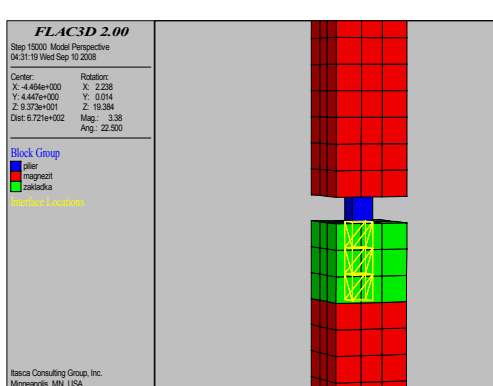 FLAC3D 2.00
Step 15000 Model Perspective
04:31:19 Wed Sep 10 2008
Center: Rotation:
X: -4.464e+000 X: 2.238
Y: 4.447e+000 Y: 0.014
Z: 9.373e+001 Z: 19.384
Dist: 6.721e+002 Mag.: 3.38
Ang.: 22.500
Block Group
pilier
magnezit
zakladka
Interface Locations
Itasca Consulting Group, Inc.
Minneapolis, MN USA